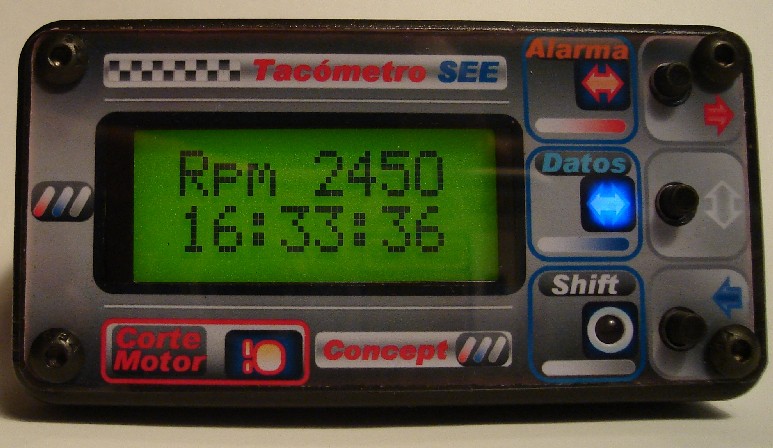 Tacómetro SEE
Alarma
Rpm 2450
16:33:36
Datos
Shift
Corte
Motor
Concept